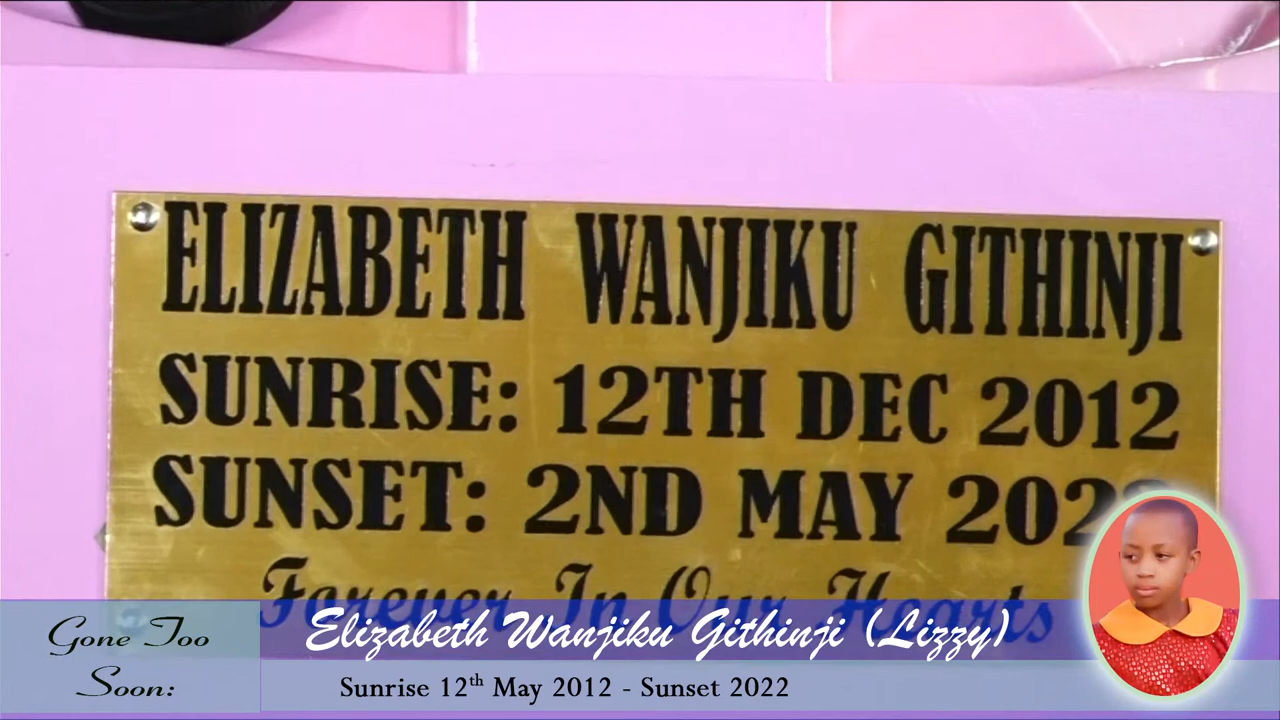 ELIZABETH WANJIKU GITHINJI
SUNRISE: 12TH DEC 2012
SUNSET: 2ND MAY 202
Forever In Our Hearts
Gone Too
Soon:
Elizabeth Wanjiku Githinji (Lizzy)
Sunrise 12th May 2012 - Sunset 2022